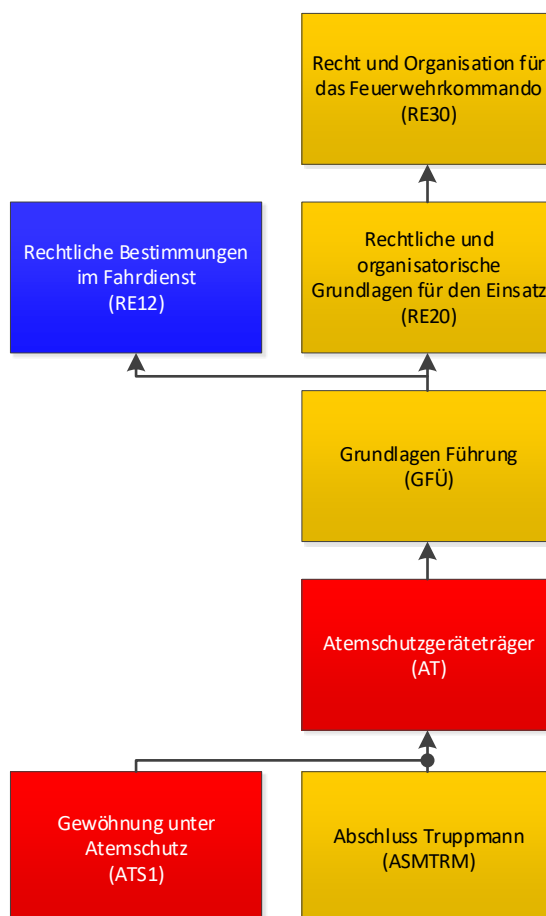 Recht und Organisation für
das Feuerwehrkommando
(RE30)
Rechtliche Bestimmungen
im Fahrdienst
(RE12)
Rechtliche und
organisatorische
Grundlagen für den Einsatz
(RE20)
Grundlagen Führung
(GFÜ)
Atemschutzgeräteträger
(AT)
Gewöhnung unter
Atemschutz
(ATS1)
Abschluss Truppmann
(ASMTRM)